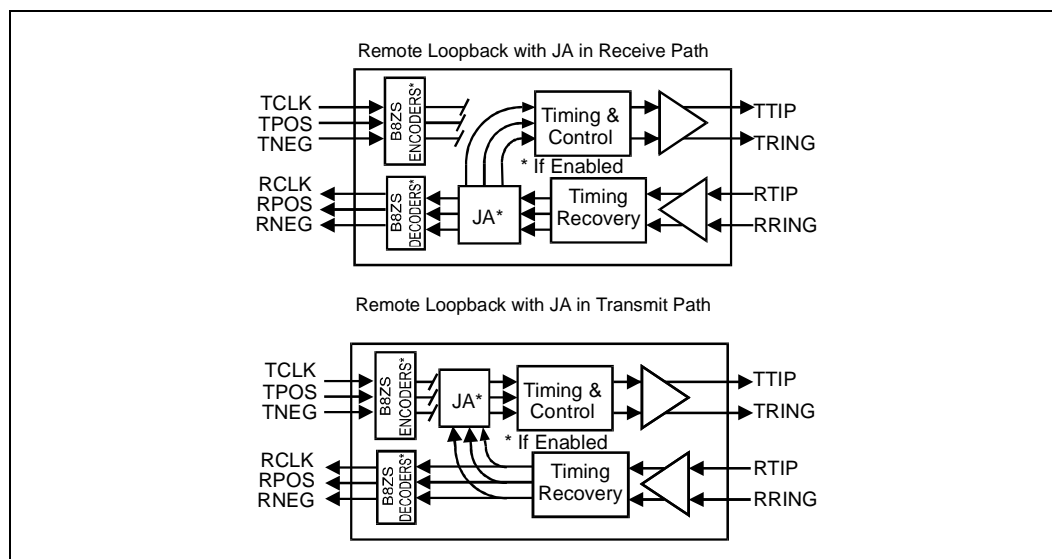 Remote Loopback with JA in Receive Path
TCLK
TPOS
TNEG
B8ZS
ENCODERS*
Timing &
Control
TTIP
TRING
* If Enabled
RCLK
RPOS
RNEG
B8ZS
DECODERS*
JA*
Timing
Recovery
RTIP
RRING
Remote Loopback with JA in Transmit Path
TCLK
TPOS
TNEG
B8ZS
ENCODERS*
JA*
Timing &
Control
TTIP
TRING
* If Enabled
RCLK
RPOS
RNEG
B8ZS
DECODERS*
Timing
Recovery
RTIP
RRING